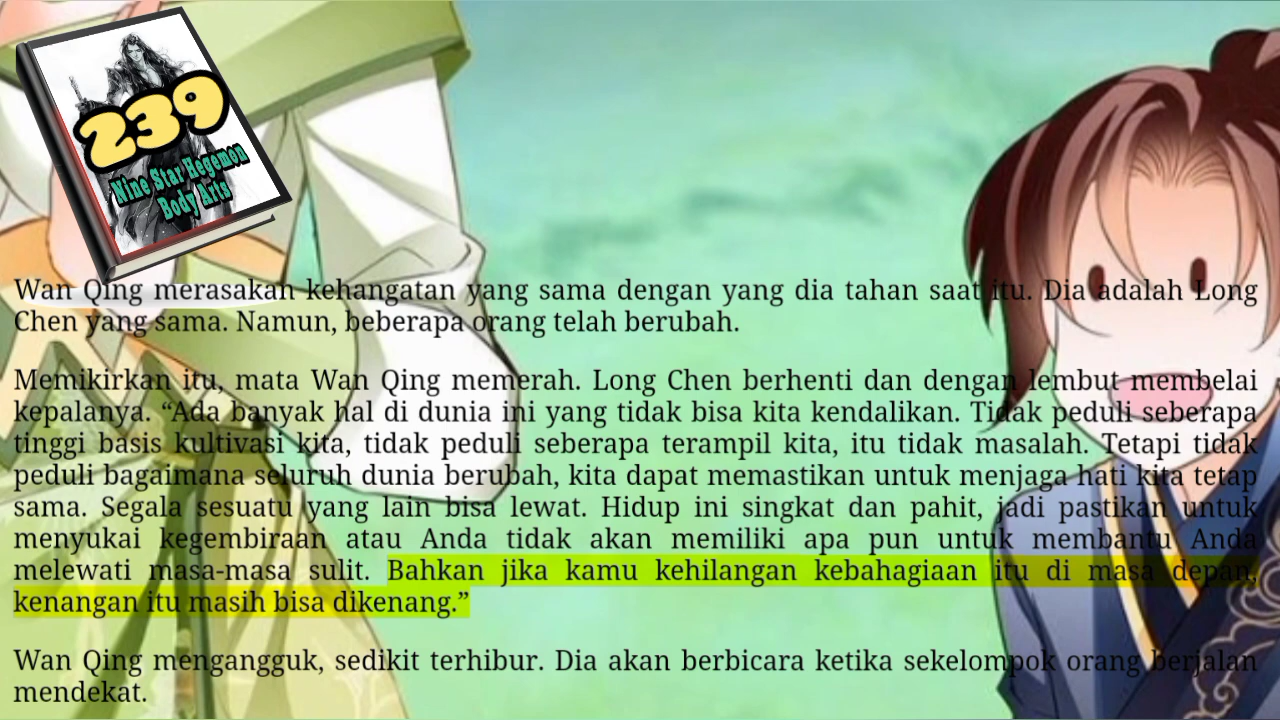 239
Nine Star Hegemon
Body Arts
Wan Qing merasakan kehangatan yang sama dengan yang dia tahan saat itu. Dia adalah Long
Chen yang sama. Namun, beberapa orang telah berubah.
Memikirkan itu, mata Wan Qing memerah. Long Chen berhenti dan dengan lembut membelai
kepalanya. “Ada banyak hal di dunia ini yang tidak bisa kita kendalikan. Tidak peduli seberapa
tinggi basis kultivasi kita, tidak peduli seberapa terampil kita, itu tidak masalah. Tetapi tidak
peduli bagaimana seluruh dunia berubah, kita dapat memastikan untuk menjaga hati kita tetap
sama. Segala sesuatu yang lain bisa lewat. Hidup ini singkat dan pahit, jadi pastikan untuk
menyukai kegembiraan atau Anda tidak akan memiliki apa pun untuk membantu Anda
melewati masa-masa sulit. Bahkan jika kamu kehilangan kebahagiaan itu di masa depan,
kenangan itu masih bisa dikenang.”
Wan Qing mengangguk, sedikit terhibur. Dia akan berbicara ketika sekelompok orang berjalan
mendekat.